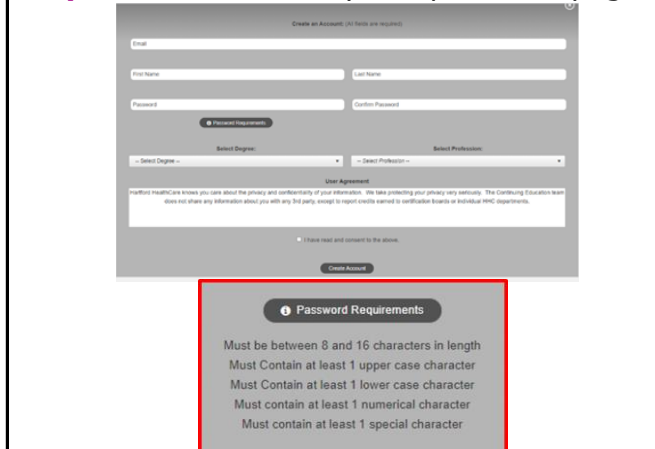 Create an Account: (All fields are required)
Email
First Name
Last Name
Password
Confirm Password
Password Requirements
Select Degree:
Select Profession:
-- Select Degree --
-- Select Profession --
User Agreement
Hartford HealthCare knows you care about the privacy and confidentiality of your information. We take protecting your privacy very seriously. The Continuing Education team
does not share any information about you with any 3rd party, except to report credits earned to certification boards or individual HHC departments.
I have read and consent to the above.
Create Account
Password Requirements
Must be between 8 and 16 characters in length
Must Contain at least 1 upper case character
Must Contain at least 1 lower case character
Must contain at least 1 numerical character
Must contain at least 1 special character